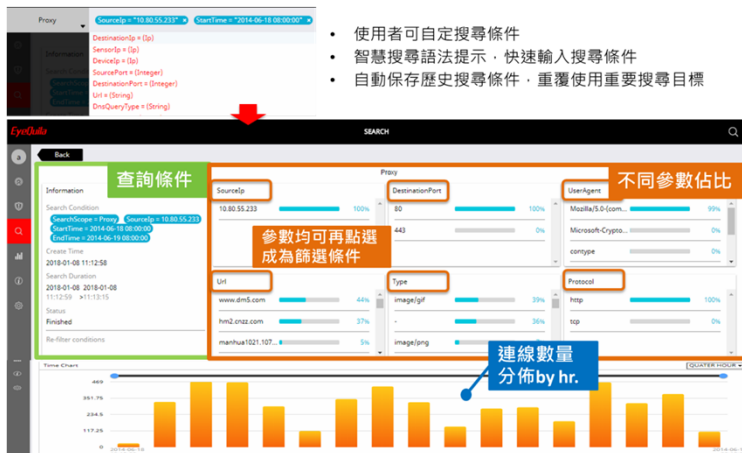 Proxy
SourceIp = "10.80.55.233" ×
StartTime = "2014-06-18 08:00:00" ×
DestinationIp = (Ip)
SensorIp = (Ip)
DeviceIp = (Ip)
SourcePort = (Integer)
DestinationPort = (Integer)
Url = (String)
DnsQueryType = (String)
• 使用者可自定搜尋條件
• 智慧搜尋語法提示，快速輸入搜尋條件
• 自動保存歷史搜尋條件，重覆使用重要搜尋目標
EyeQuila
SEARCH
a
Back
查詢條件
Information
Search Condition
SearchScope = Proxy
SourceIp = 10.80.55.233
StartTime = 2014-06-18 08:00:00
EndTime = 2014-06-19 08:00:00
Create Time
2018-01-08 11:12:58
Search Duration
2018-01-08 2018-01-08
11:12:59 >11:13:15
Status
Finished
Re-filter conditions
Proxy
不同參數佔比
SourceIp
10.80.55.233 100%
DestinationPort
80 100%
443 0%
UserAgent
Mozilla/5.0-(com... 99%
Microsoft-Crypto... 0%
contype 0%
參數均可再點選
成為篩選條件
Url
www.dm5.com 44%
hm2.cnzz.com 37%
manhua1021.107... 5%
Type
image/gif 39%
- 36%
image/png
Protocol
http 100%
tcp 0%
連線數量
分佈by hr.
Time Chart
QUATER HOUR
469
351.75
234.5
117.25
0